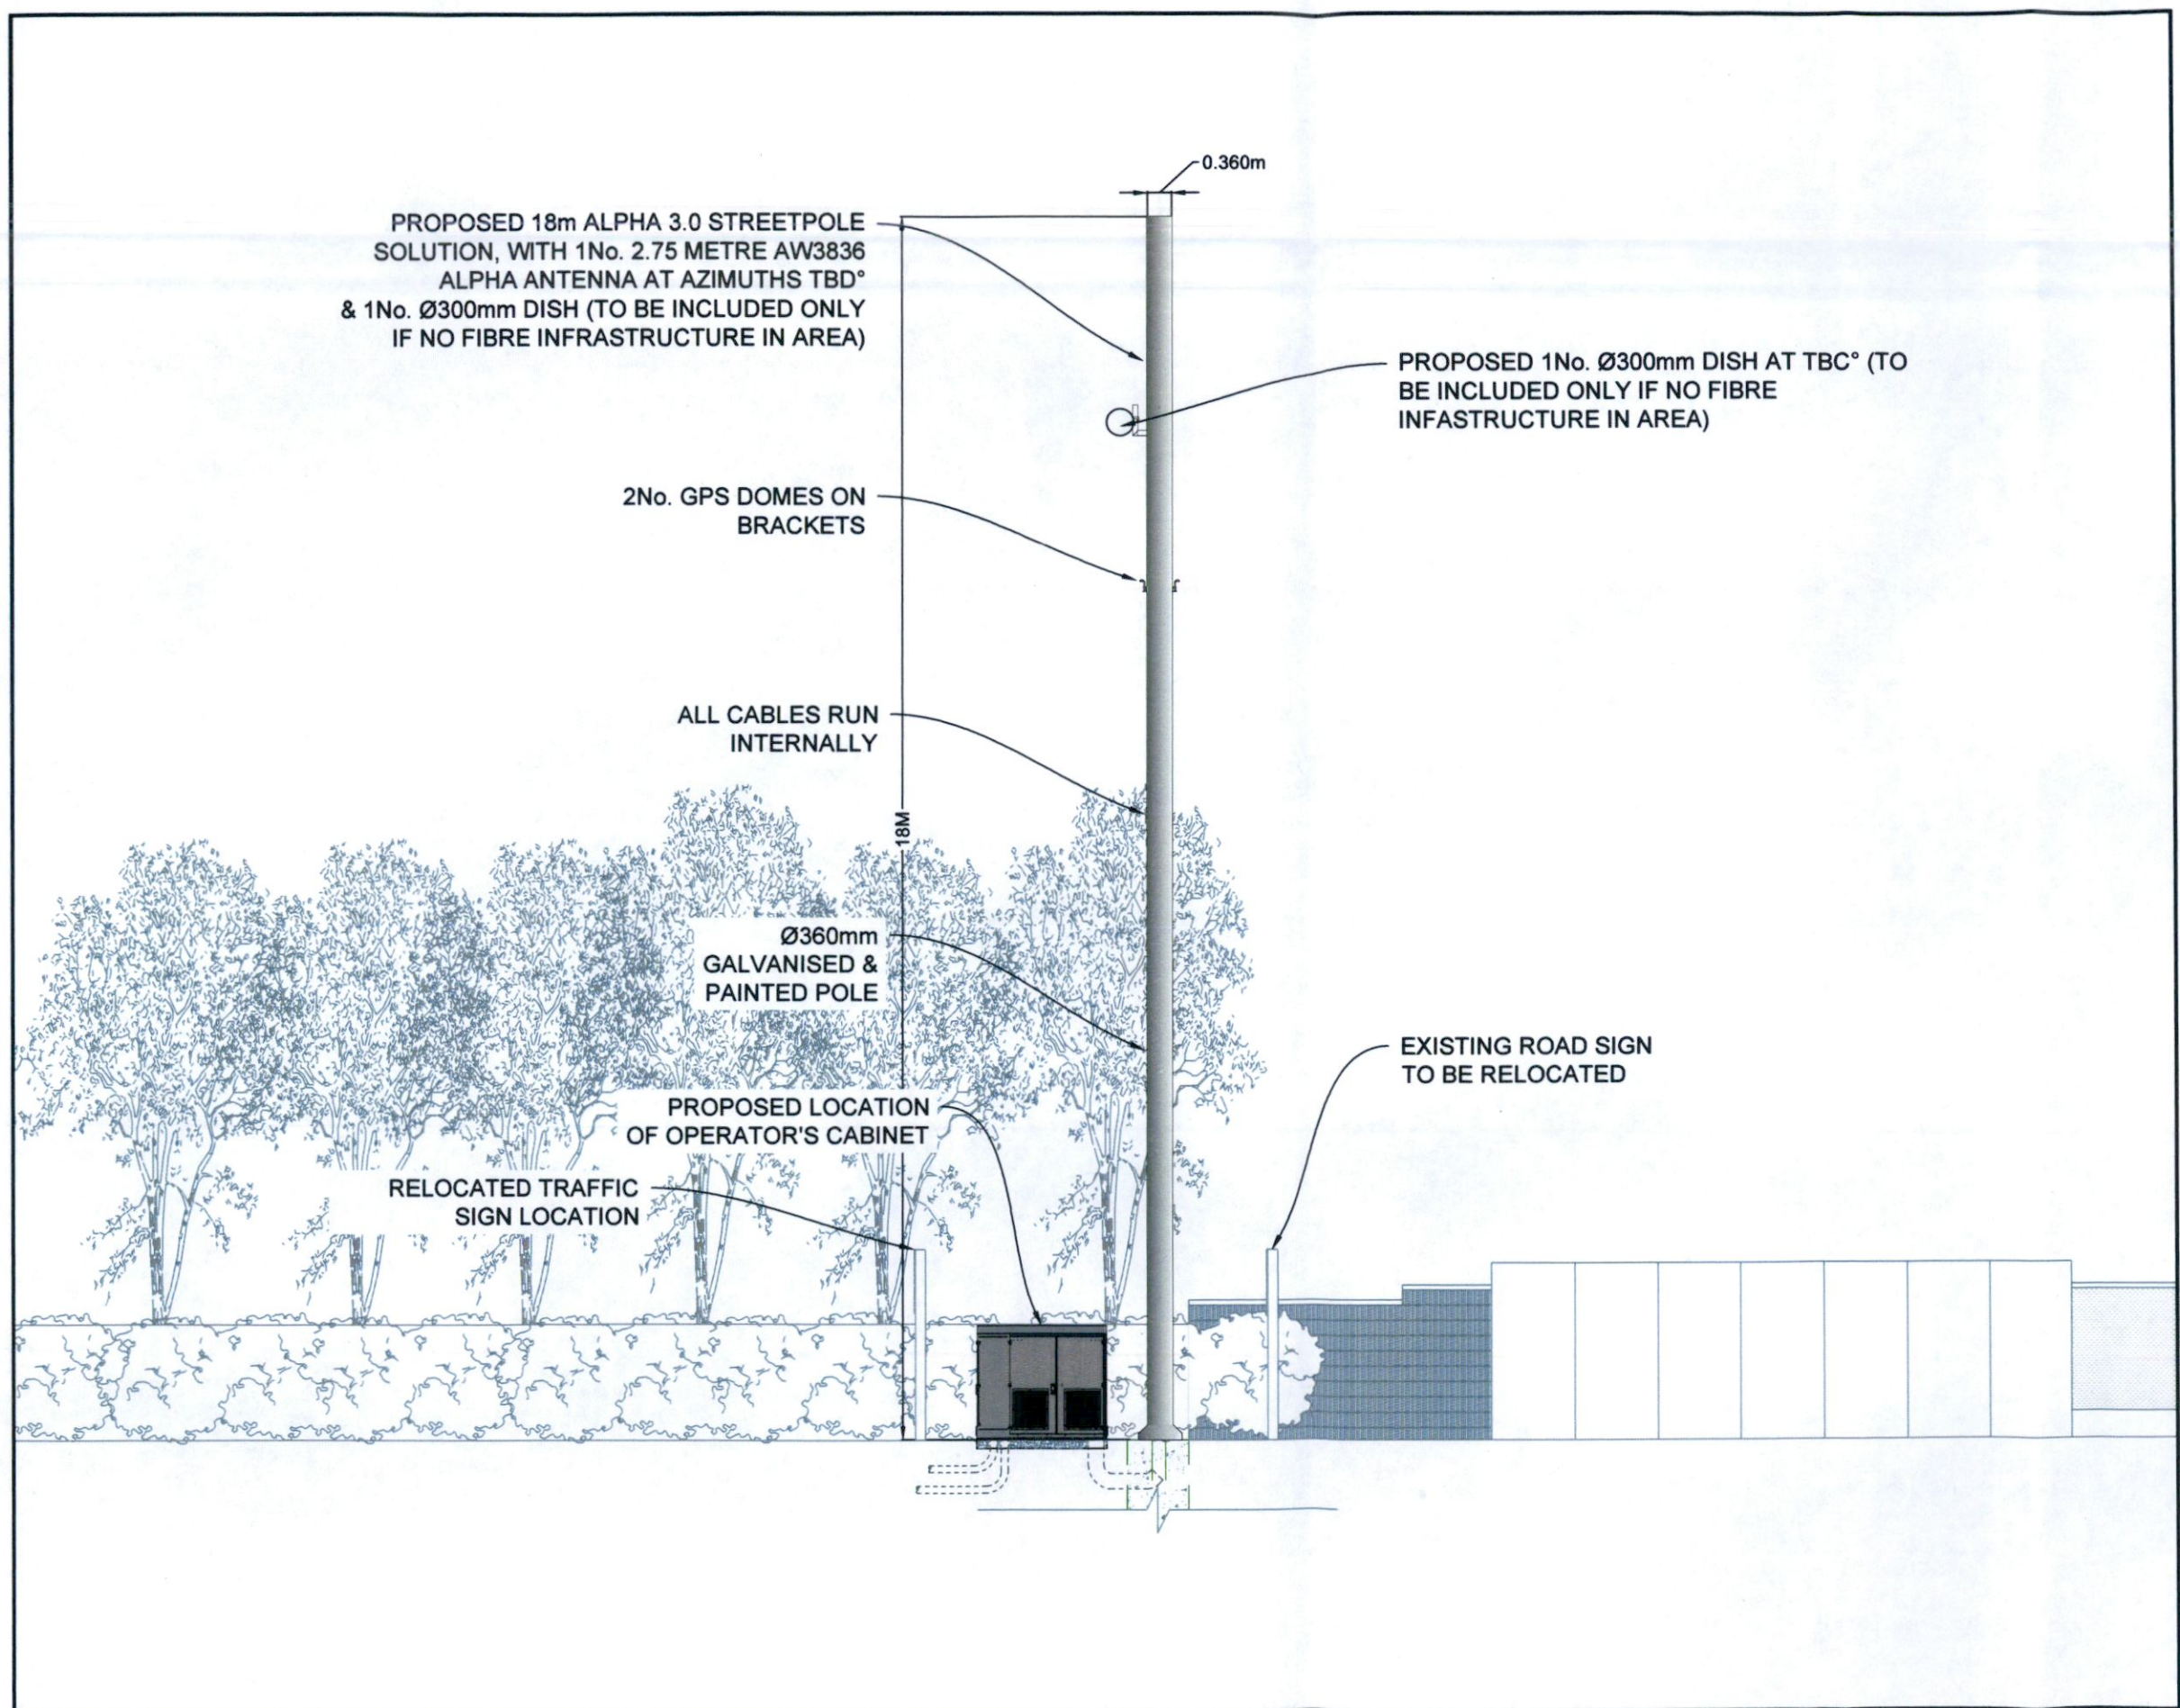 0.360m
PROPOSED 18m ALPHA 3.0 STREETPOLE
SOLUTION, WITH 1No. 2.75 METRE AW3836
ALPHA ANTENNA AT AZIMUTHS TBD°
& 1No. Ø300mm DISH (TO BE INCLUDED ONLY
IF NO FIBRE INFRASTRUCTURE IN AREA)
PROPOSED 1No. Ø300mm DISH AT TBC° (TO
BE INCLUDED ONLY IF NO FIBRE
INFASTRUCTURE IN AREA)
2No. GPS DOMES ON
BRACKETS
ALL CABLES RUN
INTERNALLY
18M
Ø360mm
GALVANISED &
PAINTED POLE
EXISTING ROAD SIGN
TO BE RELOCATED
PROPOSED LOCATION
OF OPERATOR'S CABINET
RELOCATED TRAFFIC
SIGN LOCATION